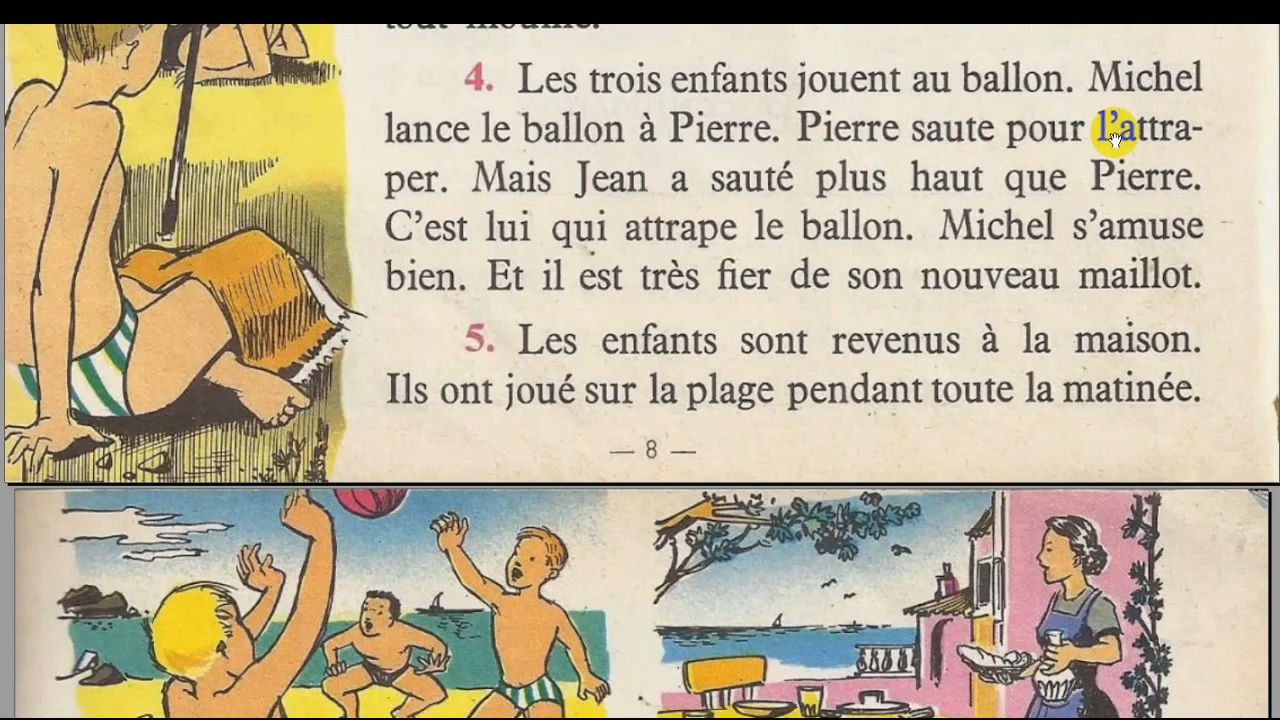 4. Les trois enfants jouent au ballon. Michel
lance le ballon à Pierre. Pierre saute pour l'attra-
per. Mais Jean a sauté plus haut que Pierre.
C'est lui qui attrape le ballon. Michel s'amuse
bien. Et il est très fier de son nouveau maillot.
5. Les enfants sont revenus à la maison.
Ils ont joué sur la plage pendant toute la matinée.
— 8 —